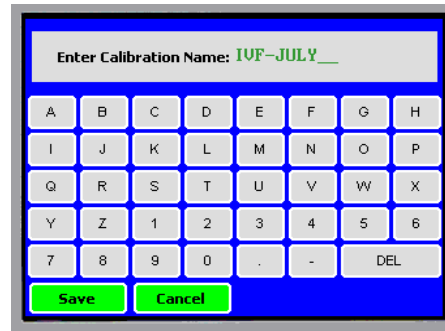 Enter Calibration Name: IVF-JULY__
A B C D E F G H
I J K L M N O P
Q R S T U V W X
Y Z 1 2 3 4 5 6
7 8 9 0 . - DEL
Save Cancel